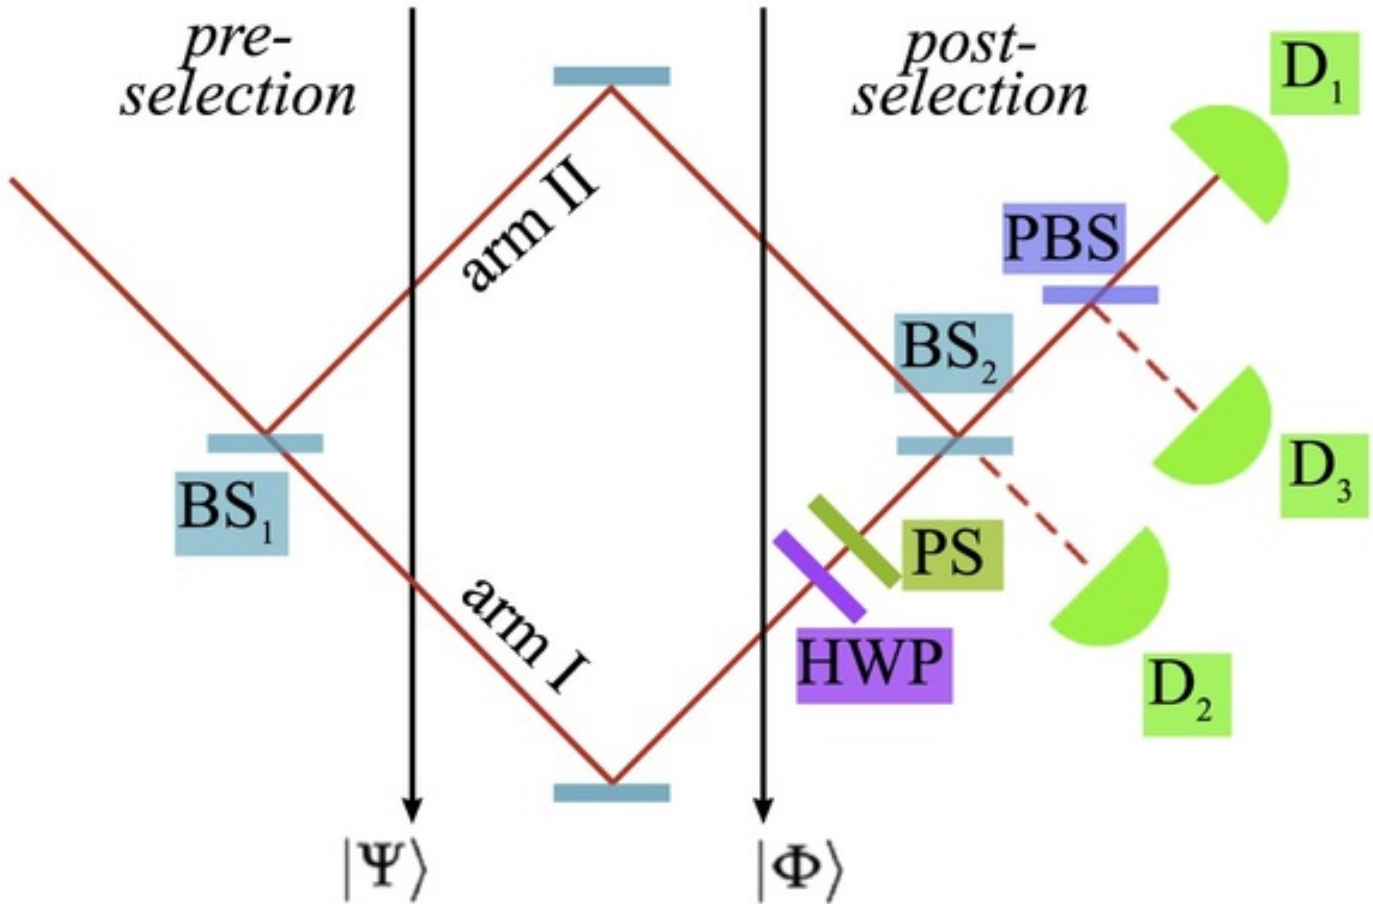 pre-
selection
post-
selection
D₁
arm II
PBS
BS₂
BS₁
D₃
PS
arm I
HWP
D₂
|Ψ⟩
|Φ⟩